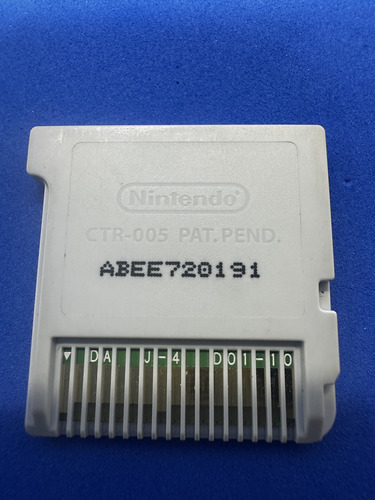 Nintendo
CTR-005 PAT.PEND.
ABEE720191
▼ DA J-4 D01-10